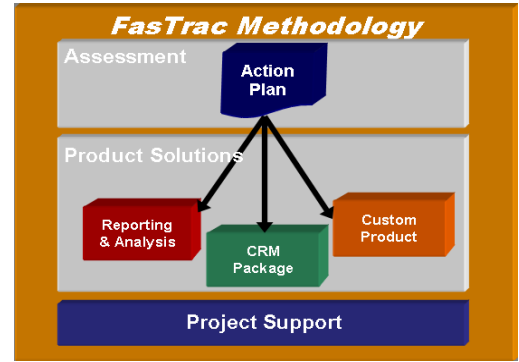 FasTrac Methodology
Assessment
Action
Plan
Product Solutions
Reporting
& Analysis
CRM
Package
Custom
Product
Project Support